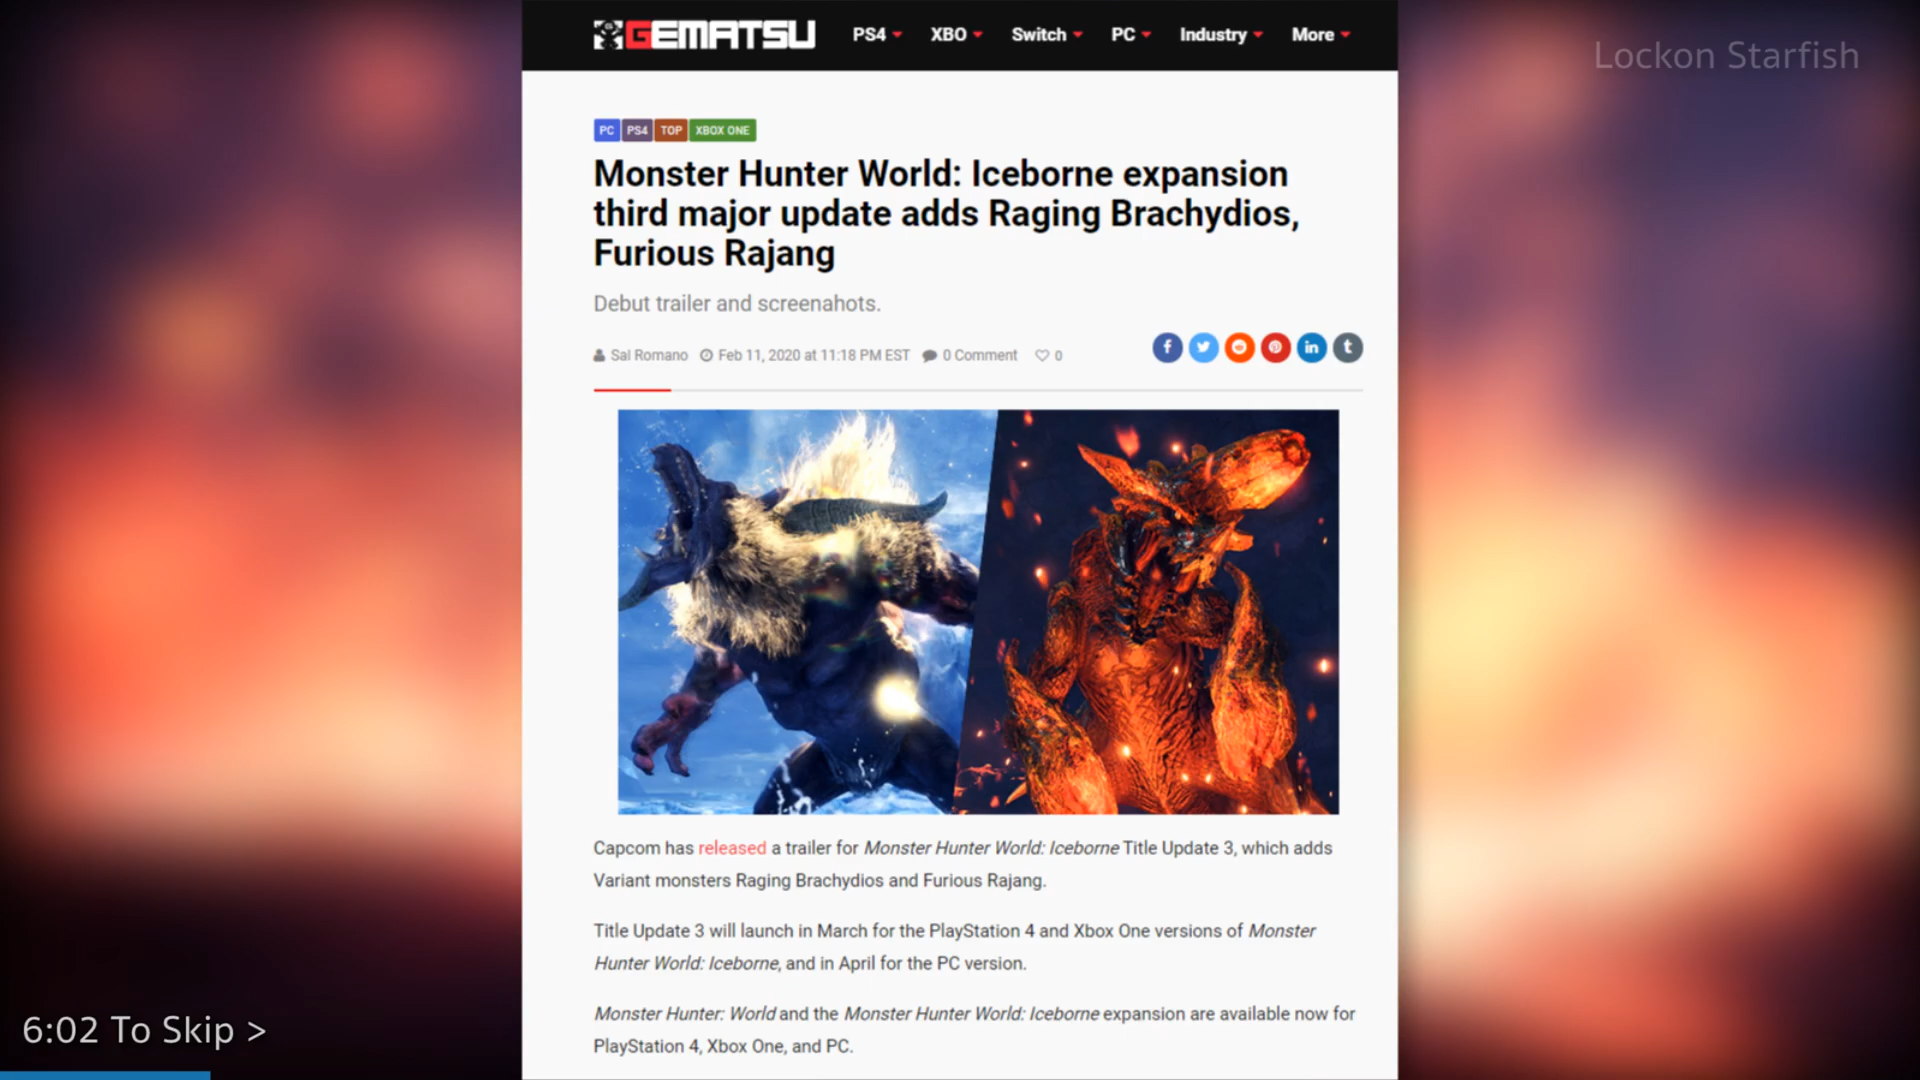 GEMATSU PS4 XBO Switch PC Industry More
Lockon Starfish
PC PS4 TOP XBOX ONE
Monster Hunter World: Iceborne expansion
third major update adds Raging Brachydios,
Furious Rajang
Debut trailer and screenahots.
Sal Romano Feb 11, 2020 at 11:18 PM EST 0 Comment 0
Capcom has released a trailer for Monster Hunter World: Iceborne Title Update 3, which adds
Variant monsters Raging Brachydios and Furious Rajang.
Title Update 3 will launch in March for the PlayStation 4 and Xbox One versions of Monster
Hunter World: Iceborne, and in April for the PC version.
Monster Hunter: World and the Monster Hunter World: Iceborne expansion are available now for
PlayStation 4, Xbox One, and PC.
6:02 To Skip >